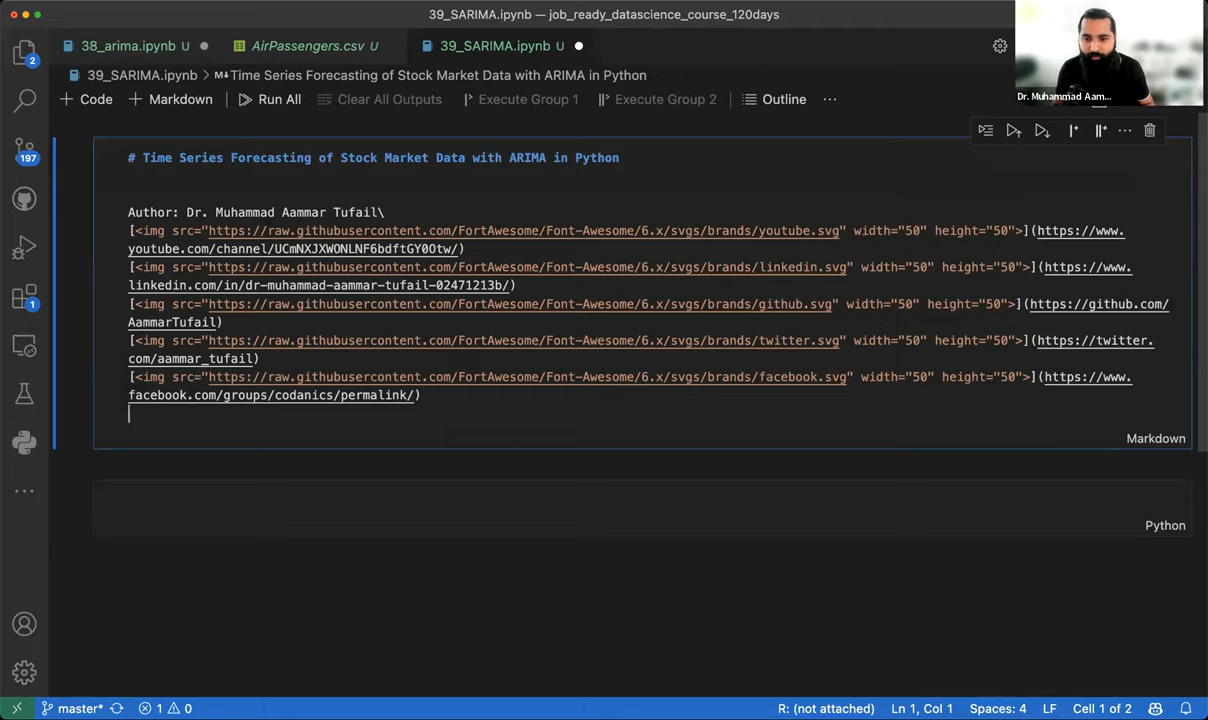 39_SARIMA.ipynb — job_ready_datascience_course_120days
38_arima.ipynb U
AirPassengers.csv U
39_SARIMA.ipynb U
39_SARIMA.ipynb > M↓ Time Series Forecasting of Stock Market Data with ARIMA in Python
+ Code + Markdown Run All Clear All Outputs Execute Group 1 Execute Group 2 Outline ...
Dr. Muhammad Aam...
# Time Series Forecasting of Stock Market Data with ARIMA in Python
Author: Dr. Muhammad Aammar Tufail\
[<img src="https://raw.githubusercontent.com/FortAwesome/Font-Awesome/6.x/svgs/brands/youtube.svg" width="50" height="50">](https://www.
youtube.com/channel/UCmNXJXWONLNF6bdftGY0Otw/)
[<img src="https://raw.githubusercontent.com/FortAwesome/Font-Awesome/6.x/svgs/brands/linkedin.svg" width="50" height="50">](https://www.
linkedin.com/in/dr-muhammad-aammar-tufail-02471213b/)
[<img src="https://raw.githubusercontent.com/FortAwesome/Font-Awesome/6.x/svgs/brands/github.svg" width="50" height="50">](https://github.com/
AammarTufail)
[<img src="https://raw.githubusercontent.com/FortAwesome/Font-Awesome/6.x/svgs/brands/twitter.svg" width="50" height="50">](https://twitter.
com/aammar_tufail)
[<img src="https://raw.githubusercontent.com/FortAwesome/Font-Awesome/6.x/svgs/brands/facebook.svg" width="50" height="50">](https://www.
facebook.com/groups/codanics/permalink/)
Markdown
Python
2
197
1
master* 1 0 R: (not attached) Ln 1, Col 1 Spaces: 4 LF Cell 1 of 2